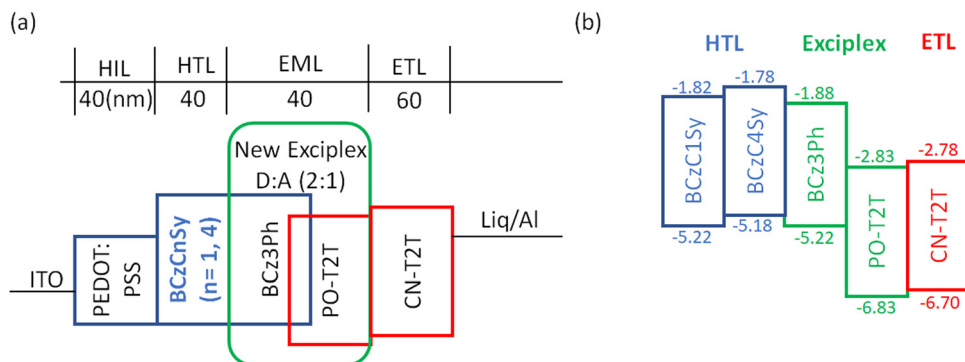 (a)
HIL HTL EML ETL
40(nm) 40 40 60
New Exciplex
D:A (2:1)
ITO
PEDOT:
PSS
BCzCnSy
(n= 1, 4)
BCz3Ph
PO-T2T
CN-T2T
Liq/Al
(b)
HTL Exciplex ETL
-1.82 -1.78 -1.88 -2.83 -2.78
BCzC1Sy BCzC4Sy BCz3Ph PO-T2T CN-T2T
-5.22 -5.18 -5.22 -6.83 -6.70